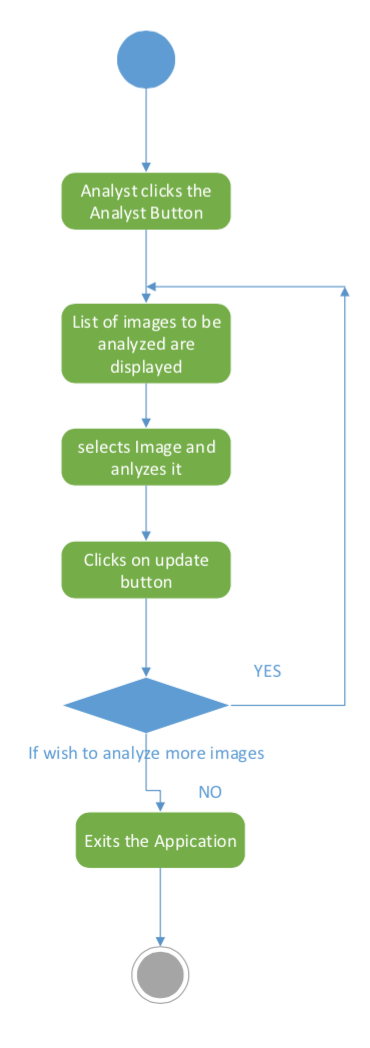 Analyst clicks the
Analyst Button
List of images to be
analyzed are
displayed
selects Image and
anlyzes it
Clicks on update
button
YES
If wish to analyze more images
NO
Exits the Appication